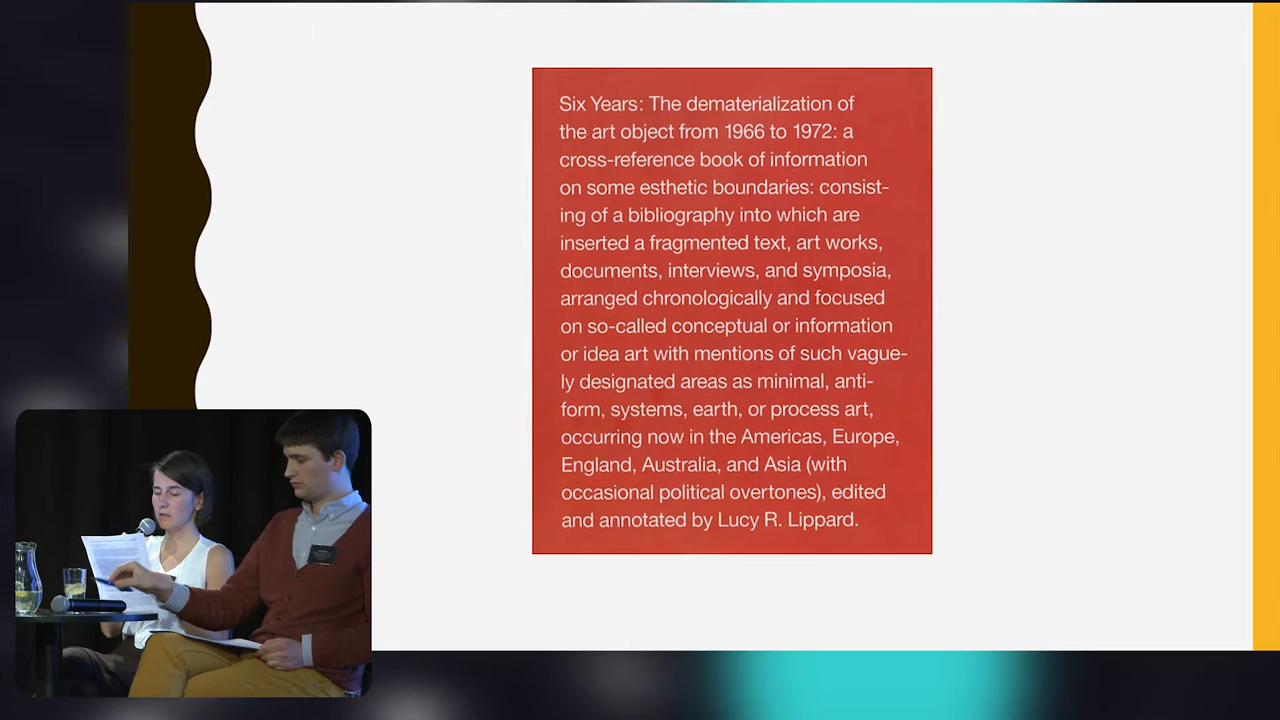 Six Years: The dematerialization of
the art object from 1966 to 1972: a
cross-reference book of information
on some esthetic boundaries: consist-
ing of a bibliography into which are
inserted a fragmented text, art works,
documents, interviews, and symposia,
arranged chronologically and focused
on so-called conceptual or information
or idea art with mentions of such vague-
ly designated areas as minimal, anti-
form, systems, earth, or process art,
occurring now in the Americas, Europe,
England, Australia, and Asia (with
occasional political overtones), edited
and annotated by Lucy R. Lippard.